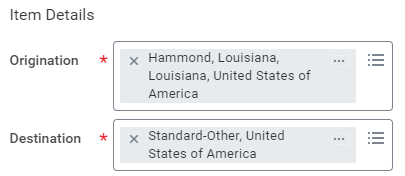 Item Details
Origination * × Hammond, Louisiana, ...
Louisiana, United States of
America
Destination * × Standard-Other, United ...
States of America